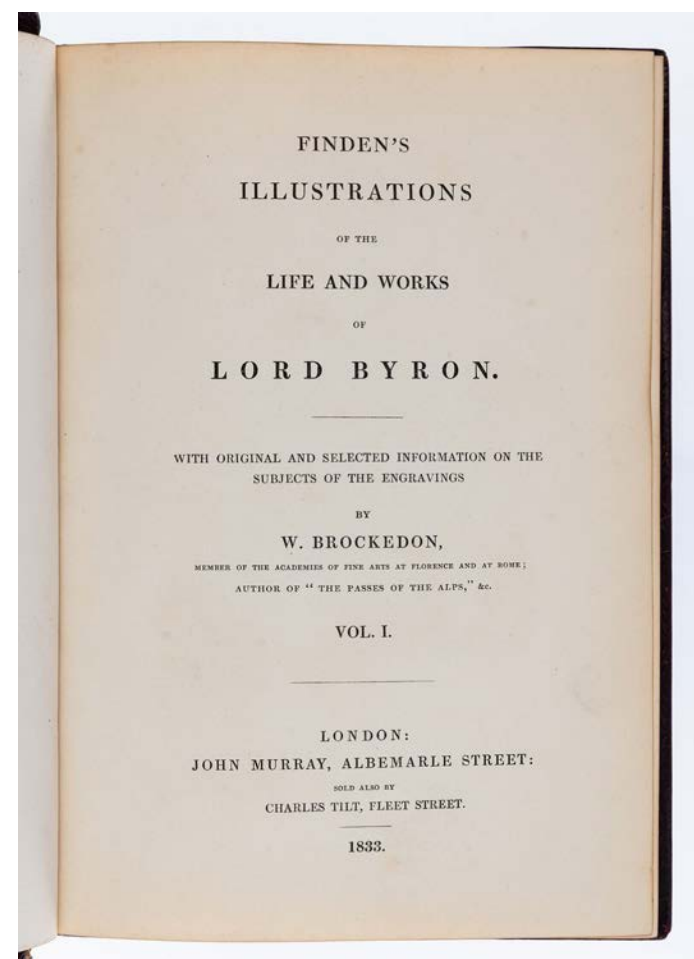 FINDEN'S
ILLUSTRATIONS
OF THE
LIFE AND WORKS
OF
LORD BYRON.
WITH ORIGINAL AND SELECTED INFORMATION ON THE
SUBJECTS OF THE ENGRAVINGS
BY
W. BROCKEDON,
MEMBER OF THE ACADEMIES OF FINE ARTS AT FLORENCE AND AT ROME;
AUTHOR OF "THE PASSES OF THE ALPS," &c.
VOL. I.
LONDON:
JOHN MURRAY, ALBEMARLE STREET:
SOLD ALSO BY
CHARLES TILT, FLEET STREET.
1833.